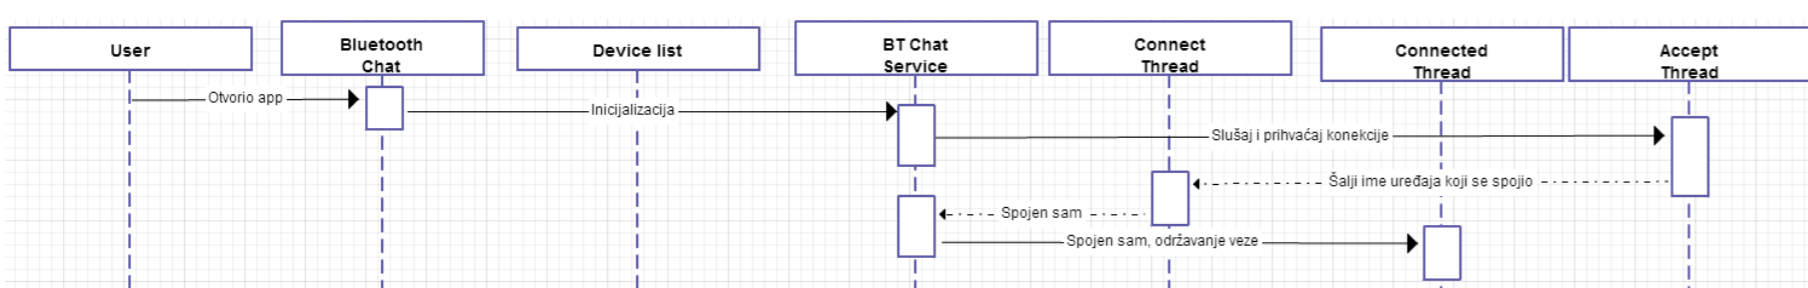 User
Bluetooth
Chat
Device list
BT Chat
Service
Connect
Thread
Connected
Thread
Accept
Thread
Otvorio app
Inicijalizacija
Slušaj i prihvaćaj konekcije
Šalji ime uređaja koji se spojio
Spojen sam
Spojen sam, održavanje veze